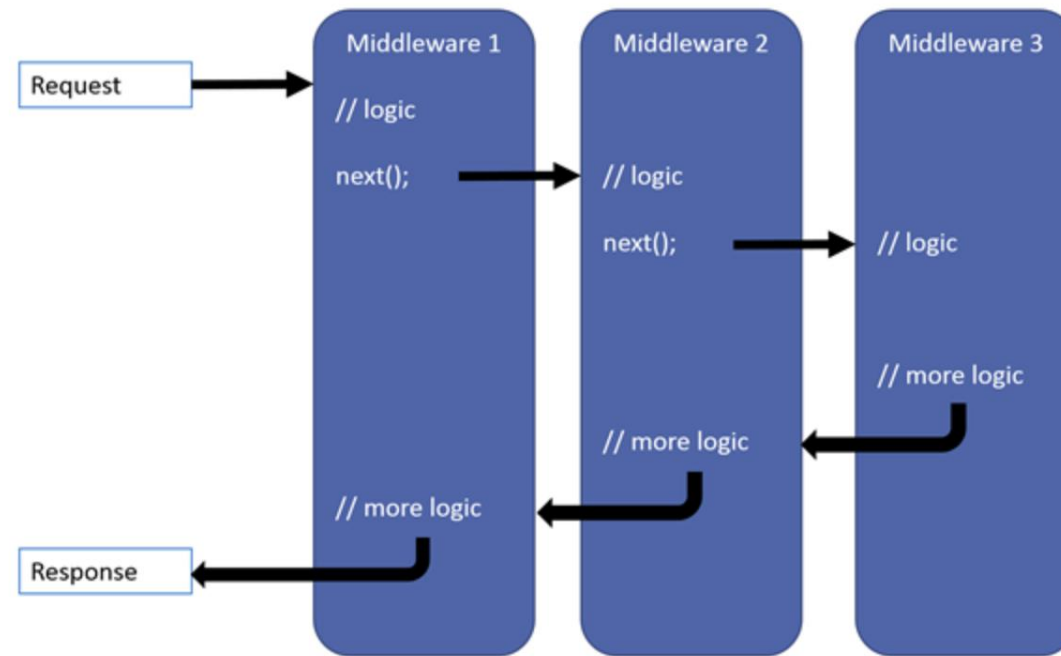 Middleware 1
Middleware 2
Middleware 3
Request
// logic
next();
// logic
next();
// logic
// more logic
// more logic
// more logic
Response